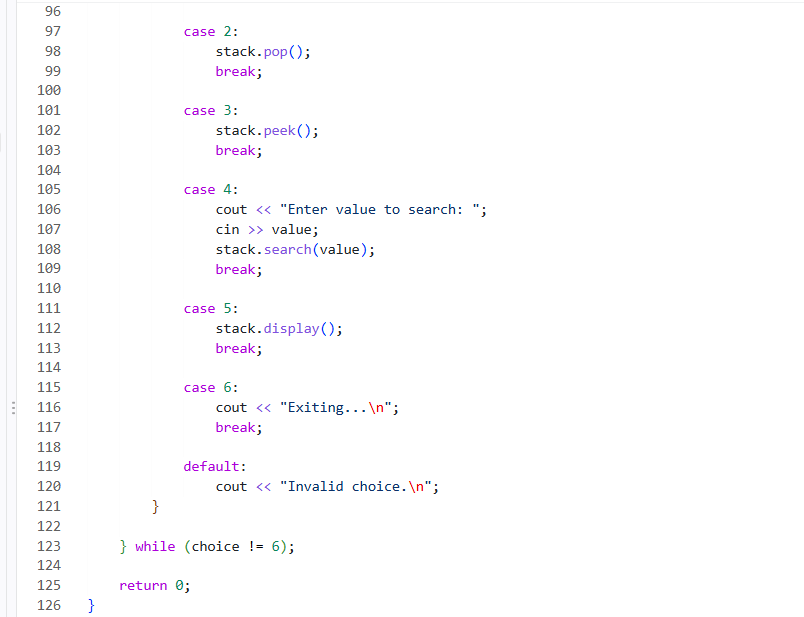 96
97 case 2:
98 stack.pop();
99 break;
100
101 case 3:
102 stack.peek();
103 break;
104
105 case 4:
106 cout << "Enter value to search: ";
107 cin >> value;
108 stack.search(value);
109 break;
110
111 case 5:
112 stack.display();
113 break;
114
115 case 6:
116 cout << "Exiting...\n";
117 break;
118
119 default:
120 cout << "Invalid choice.\n";
121 }
122
123 } while (choice != 6);
124
125 return 0;
126 }